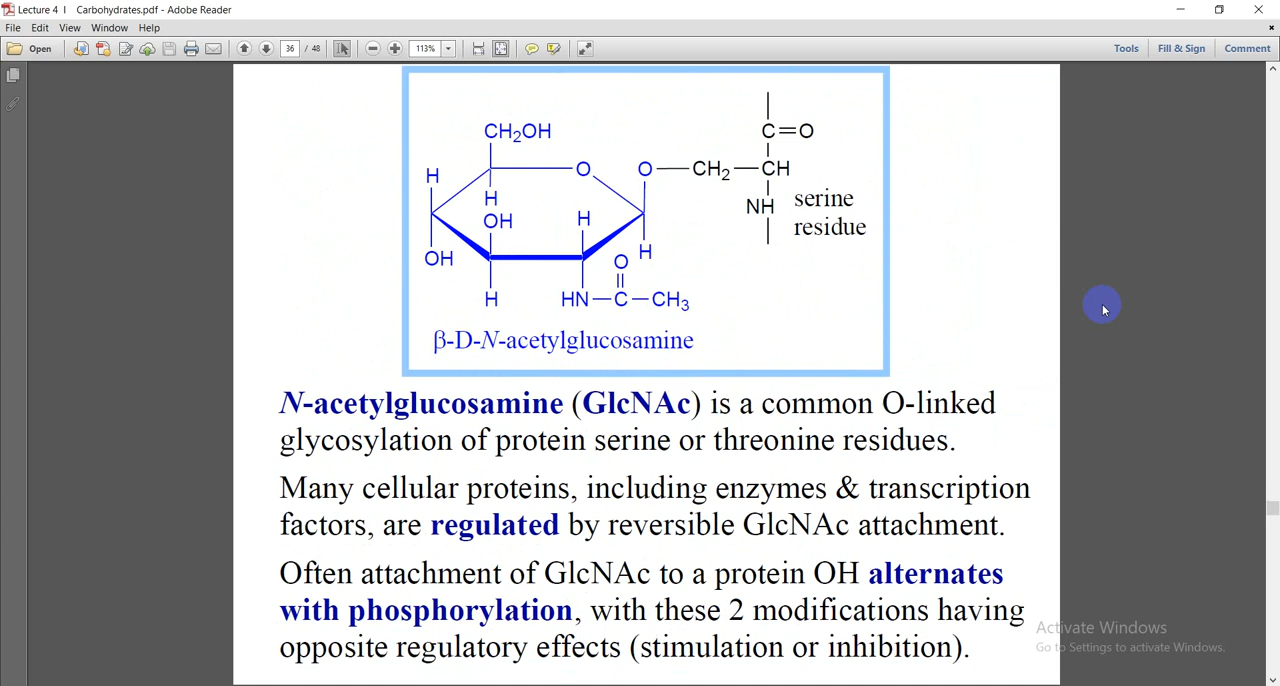 Lecture 4 I Carbohydrates.pdf - Adobe Reader
File Edit View Window Help
Open 36 / 48 113% Tools Fill & Sign Comment
C=O
CH₂OH
O O—CH₂—CH
H
H NH serine
OH H residue
OH H
O
H HN—C—CH₃
β-D-N-acetylglucosamine
N-acetylglucosamine (GlcNAc) is a common O-linked
glycosylation of protein serine or threonine residues.
Many cellular proteins, including enzymes & transcription
factors, are regulated by reversible GlcNAc attachment.
Often attachment of GlcNAc to a protein OH alternates
with phosphorylation, with these 2 modifications having
opposite regulatory effects (stimulation or inhibition).
Activate Windows
Go to Settings to activate Windows.